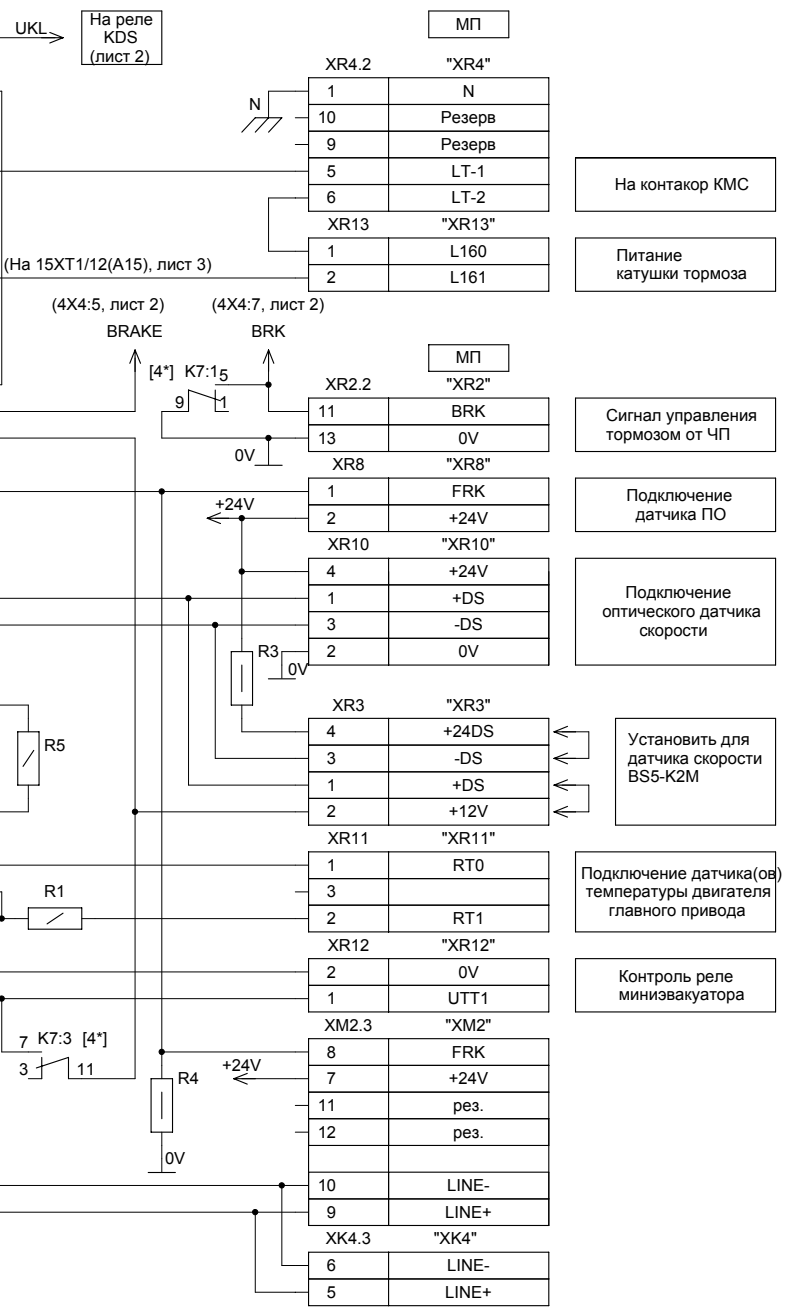 UKL
На реле
KDS
(лист 2)
МП
XR4.2 "XR4"
1 N
N
10 Резерв
9 Резерв
5 LT-1
6 LT-2
На контакор КМС
XR13 "XR13"
1 L160
2 L161
Питание
катушки тормоза
(На 15XT1/12(A15), лист 3)
(4X4:5, лист 2) (4X4:7, лист 2)
BRAKE BRK
МП
[4*] K7:1 5
9 1
XR2.2 "XR2"
11 BRK
13 0V
0V
Сигнал управления
тормозом от ЧП
XR8 "XR8"
1 FRK
2 +24V
+24V
Подключение
датчика ПО
XR10 "XR10"
4 +24V
1 +DS
3 -DS
2 0V
R3
0V
Подключение
оптического датчика
скорости
XR3 "XR3"
4 +24DS
3 -DS
1 +DS
2 +12V
R5
Установить для
датчика скорости
BS5-K2M
XR11 "XR11"
1 RT0
3
2 RT1
R1
Подключение датчика(ов)
температуры двигателя
главного привода
XR12 "XR12"
2 0V
1 UTT1
Контроль реле
миниэвакуатора
XM2.3 "XM2"
7 K7:3 [4*]
3 11
8 FRK
7 +24V
+24V
R4
11 рез.
12 рез.
0V
10 LINE-
9 LINE+
XK4.3 "XK4"
6 LINE-
5 LINE+